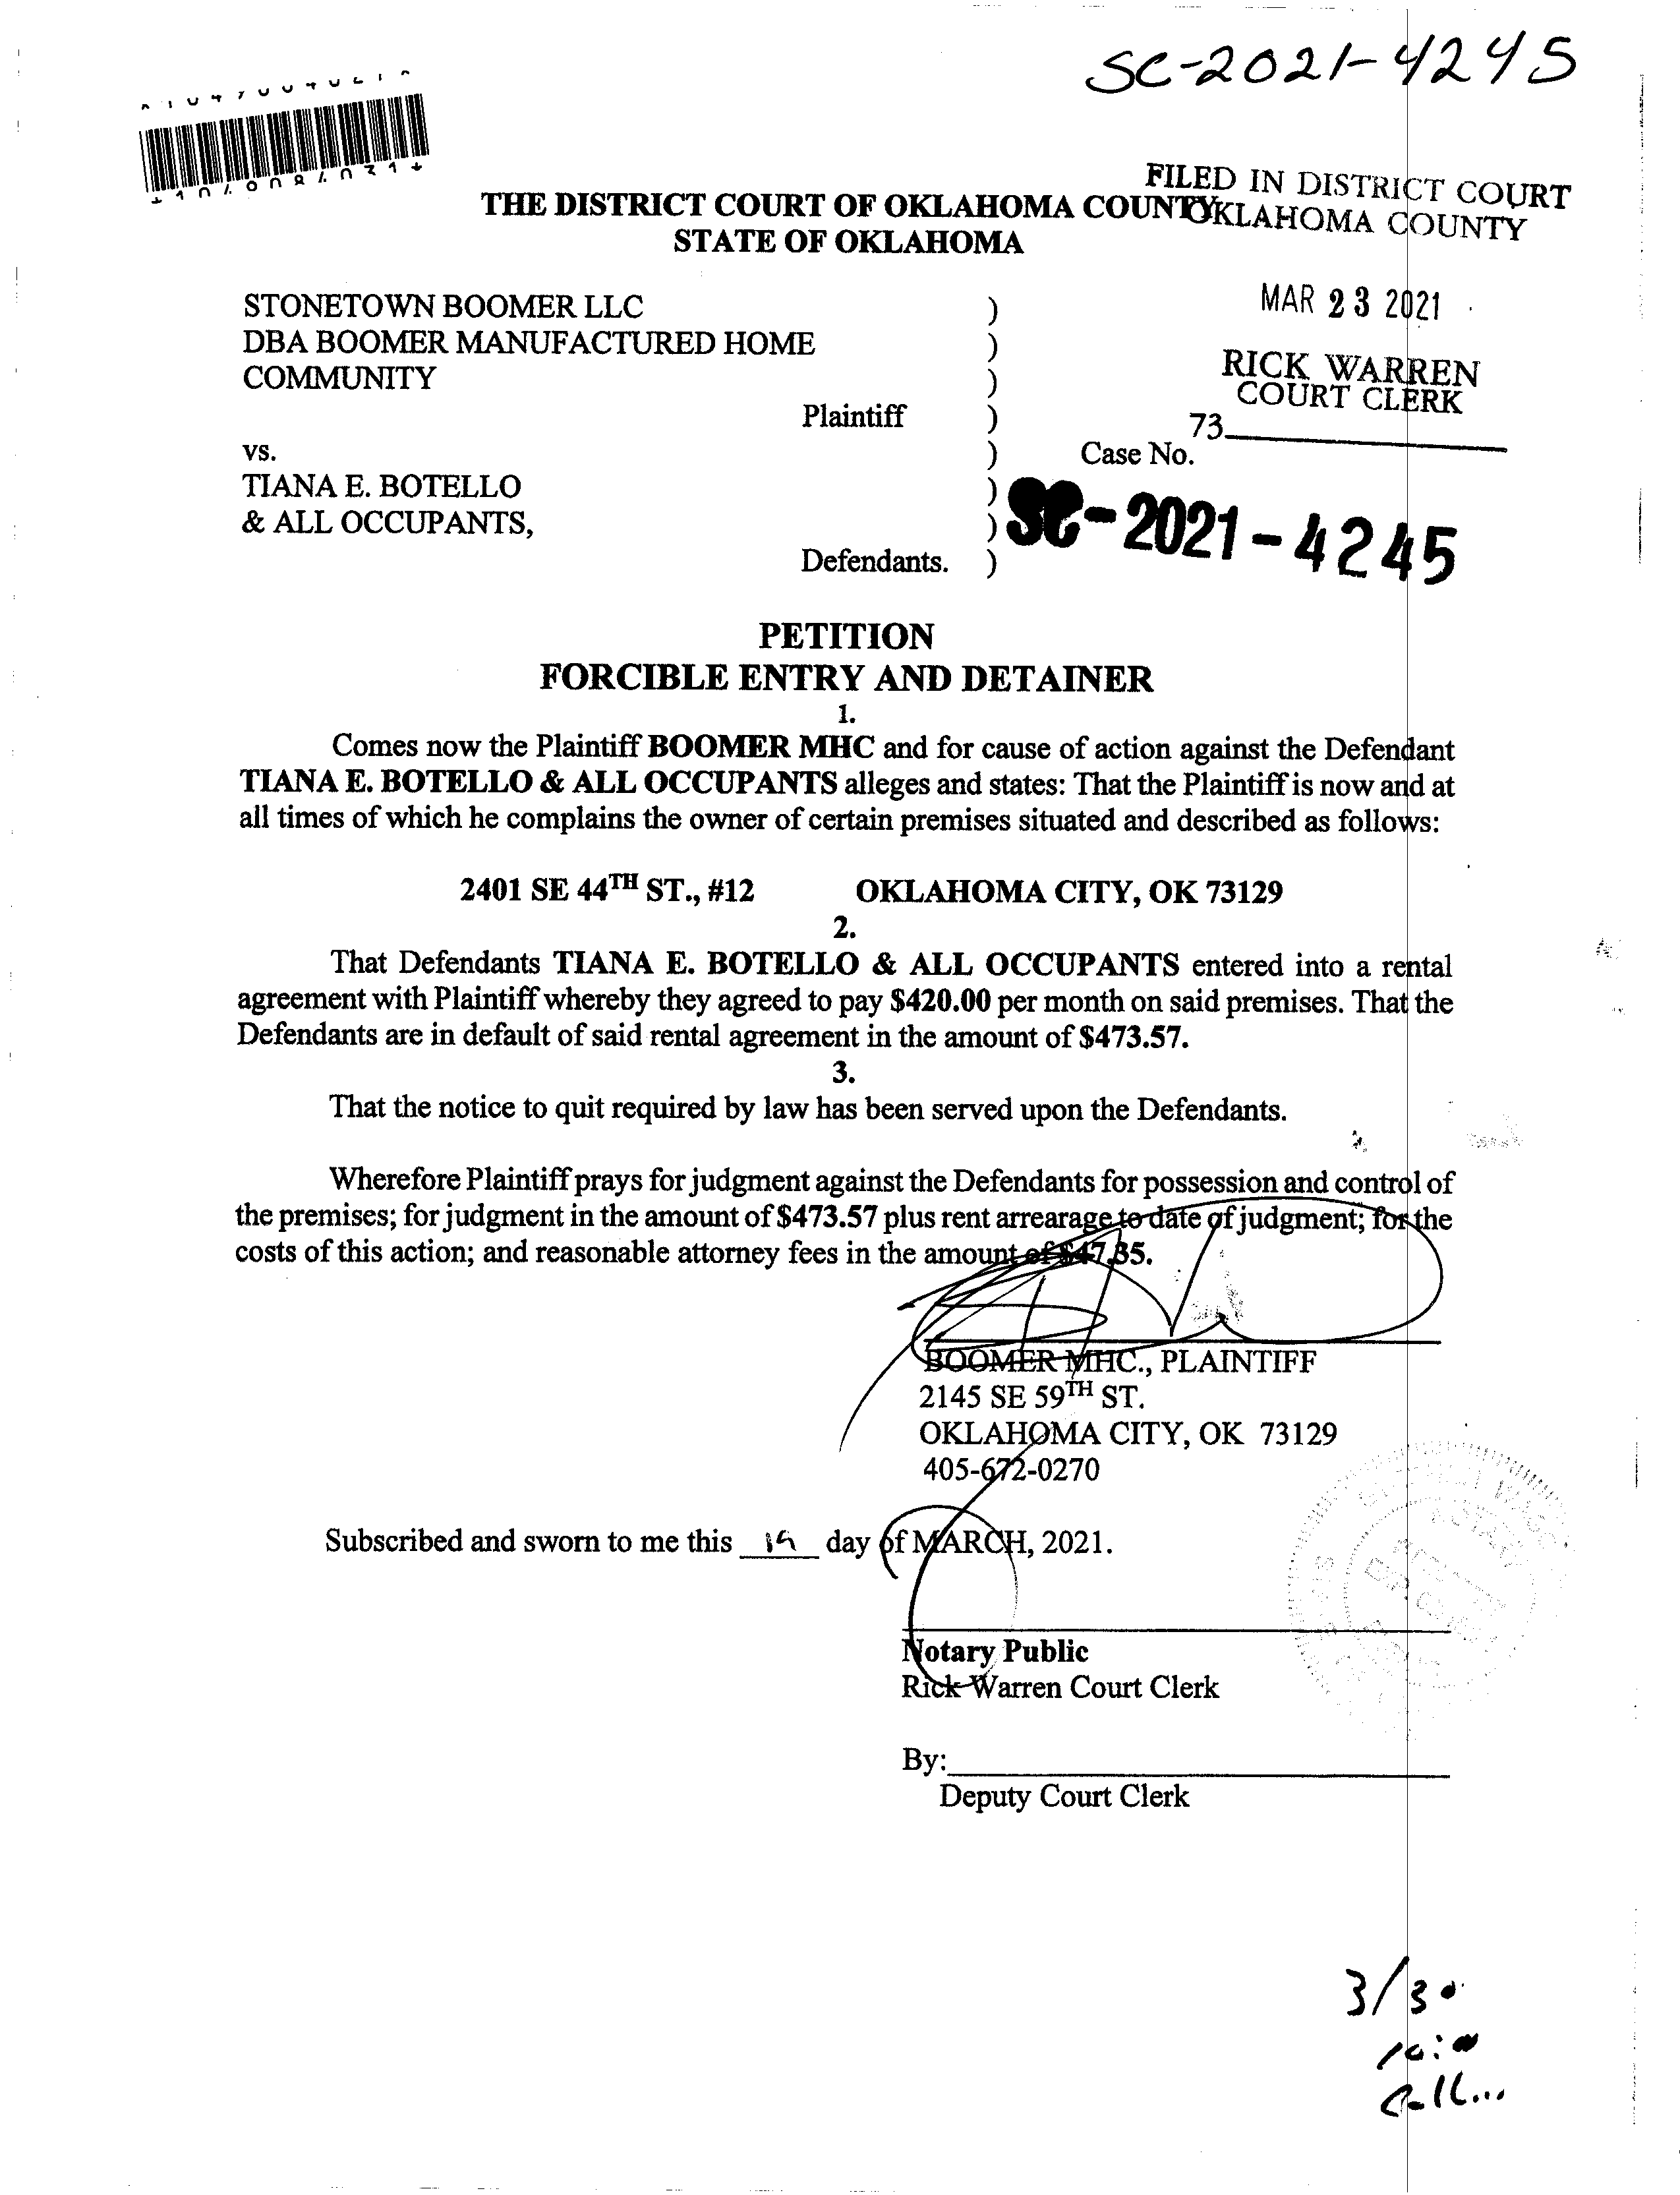 SC-2021-4245
FILED IN DISTRICT COURT
OKLAHOMA COUNTY
THE DISTRICT COURT OF OKLAHOMA COUNTY
STATE OF OKLAHOMA
MAR 23 2021
RICK WARREN
COURT CLERK
73
STONETOWN BOOMER LLC )
DBA BOOMER MANUFACTURED HOME )
COMMUNITY )
Plaintiff )
vs. ) Case No.
TIANA E. BOTELLO )
& ALL OCCUPANTS, ) SC-2021-4245
Defendants. )
PETITION
FORCIBLE ENTRY AND DETAINER
1.
Comes now the Plaintiff BOOMER MHC and for cause of action against the Defendant
TIANA E. BOTELLO & ALL OCCUPANTS alleges and states: That the Plaintiff is now and at
all times of which he complains the owner of certain premises situated and described as follows:
2401 SE 44TH ST., #12 OKLAHOMA CITY, OK 73129
2.
That Defendants TIANA E. BOTELLO & ALL OCCUPANTS entered into a rental
agreement with Plaintiff whereby they agreed to pay $420.00 per month on said premises. That the
Defendants are in default of said rental agreement in the amount of $473.57.
3.
That the notice to quit required by law has been served upon the Defendants.
Wherefore Plaintiff prays for judgment against the Defendants for possession and control of
the premises; for judgment in the amount of $473.57 plus rent arrearage to date of judgment; for the
costs of this action; and reasonable attorney fees in the amount of $47.35.
BOOMER MHC., PLAINTIFF
2145 SE 59TH ST.
OKLAHOMA CITY, OK 73129
405-672-0270
Subscribed and sworn to me this 19 day of MARCH, 2021.
Notary Public
Rick Warren Court Clerk
By:
Deputy Court Clerk
3/30